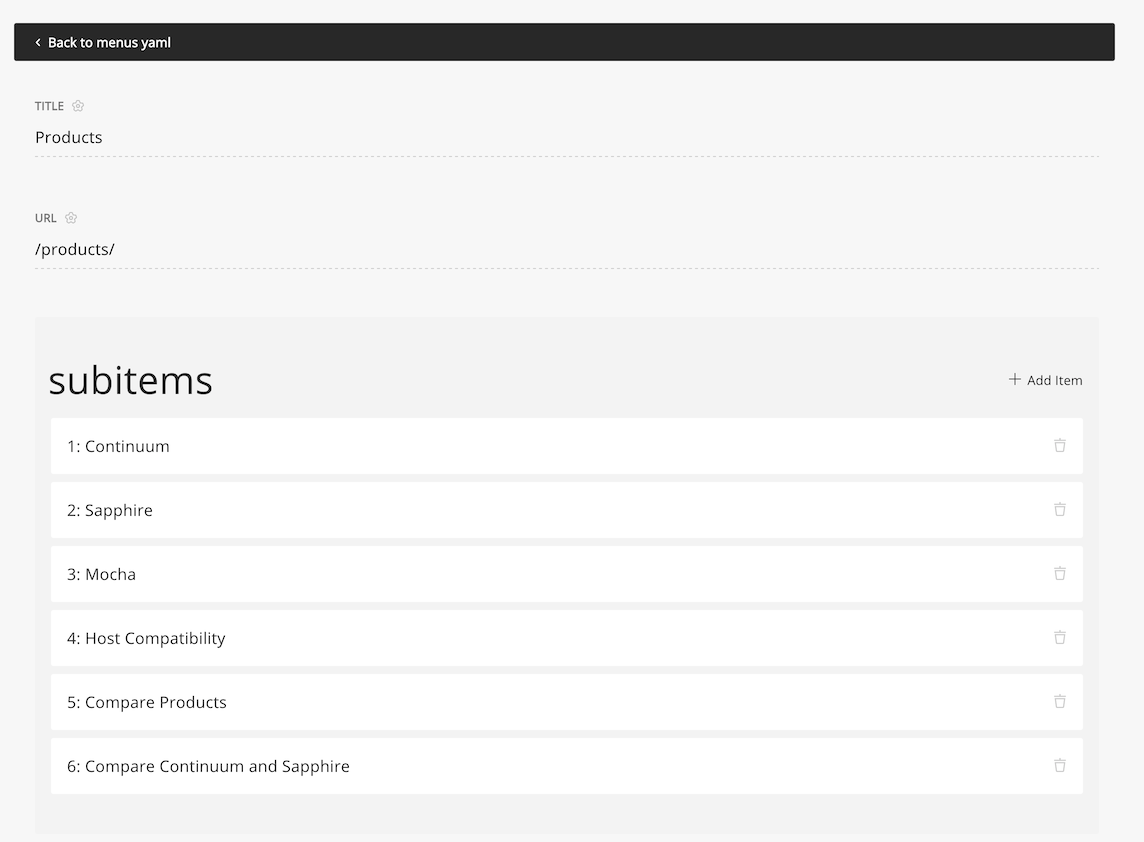 Back to menus yaml
TITLE
Products
URL
/products/
subitems
Add Item
1: Continuum
2: Sapphire
3: Mocha
4: Host Compatibility
5: Compare Products
6: Compare Continuum and Sapphire